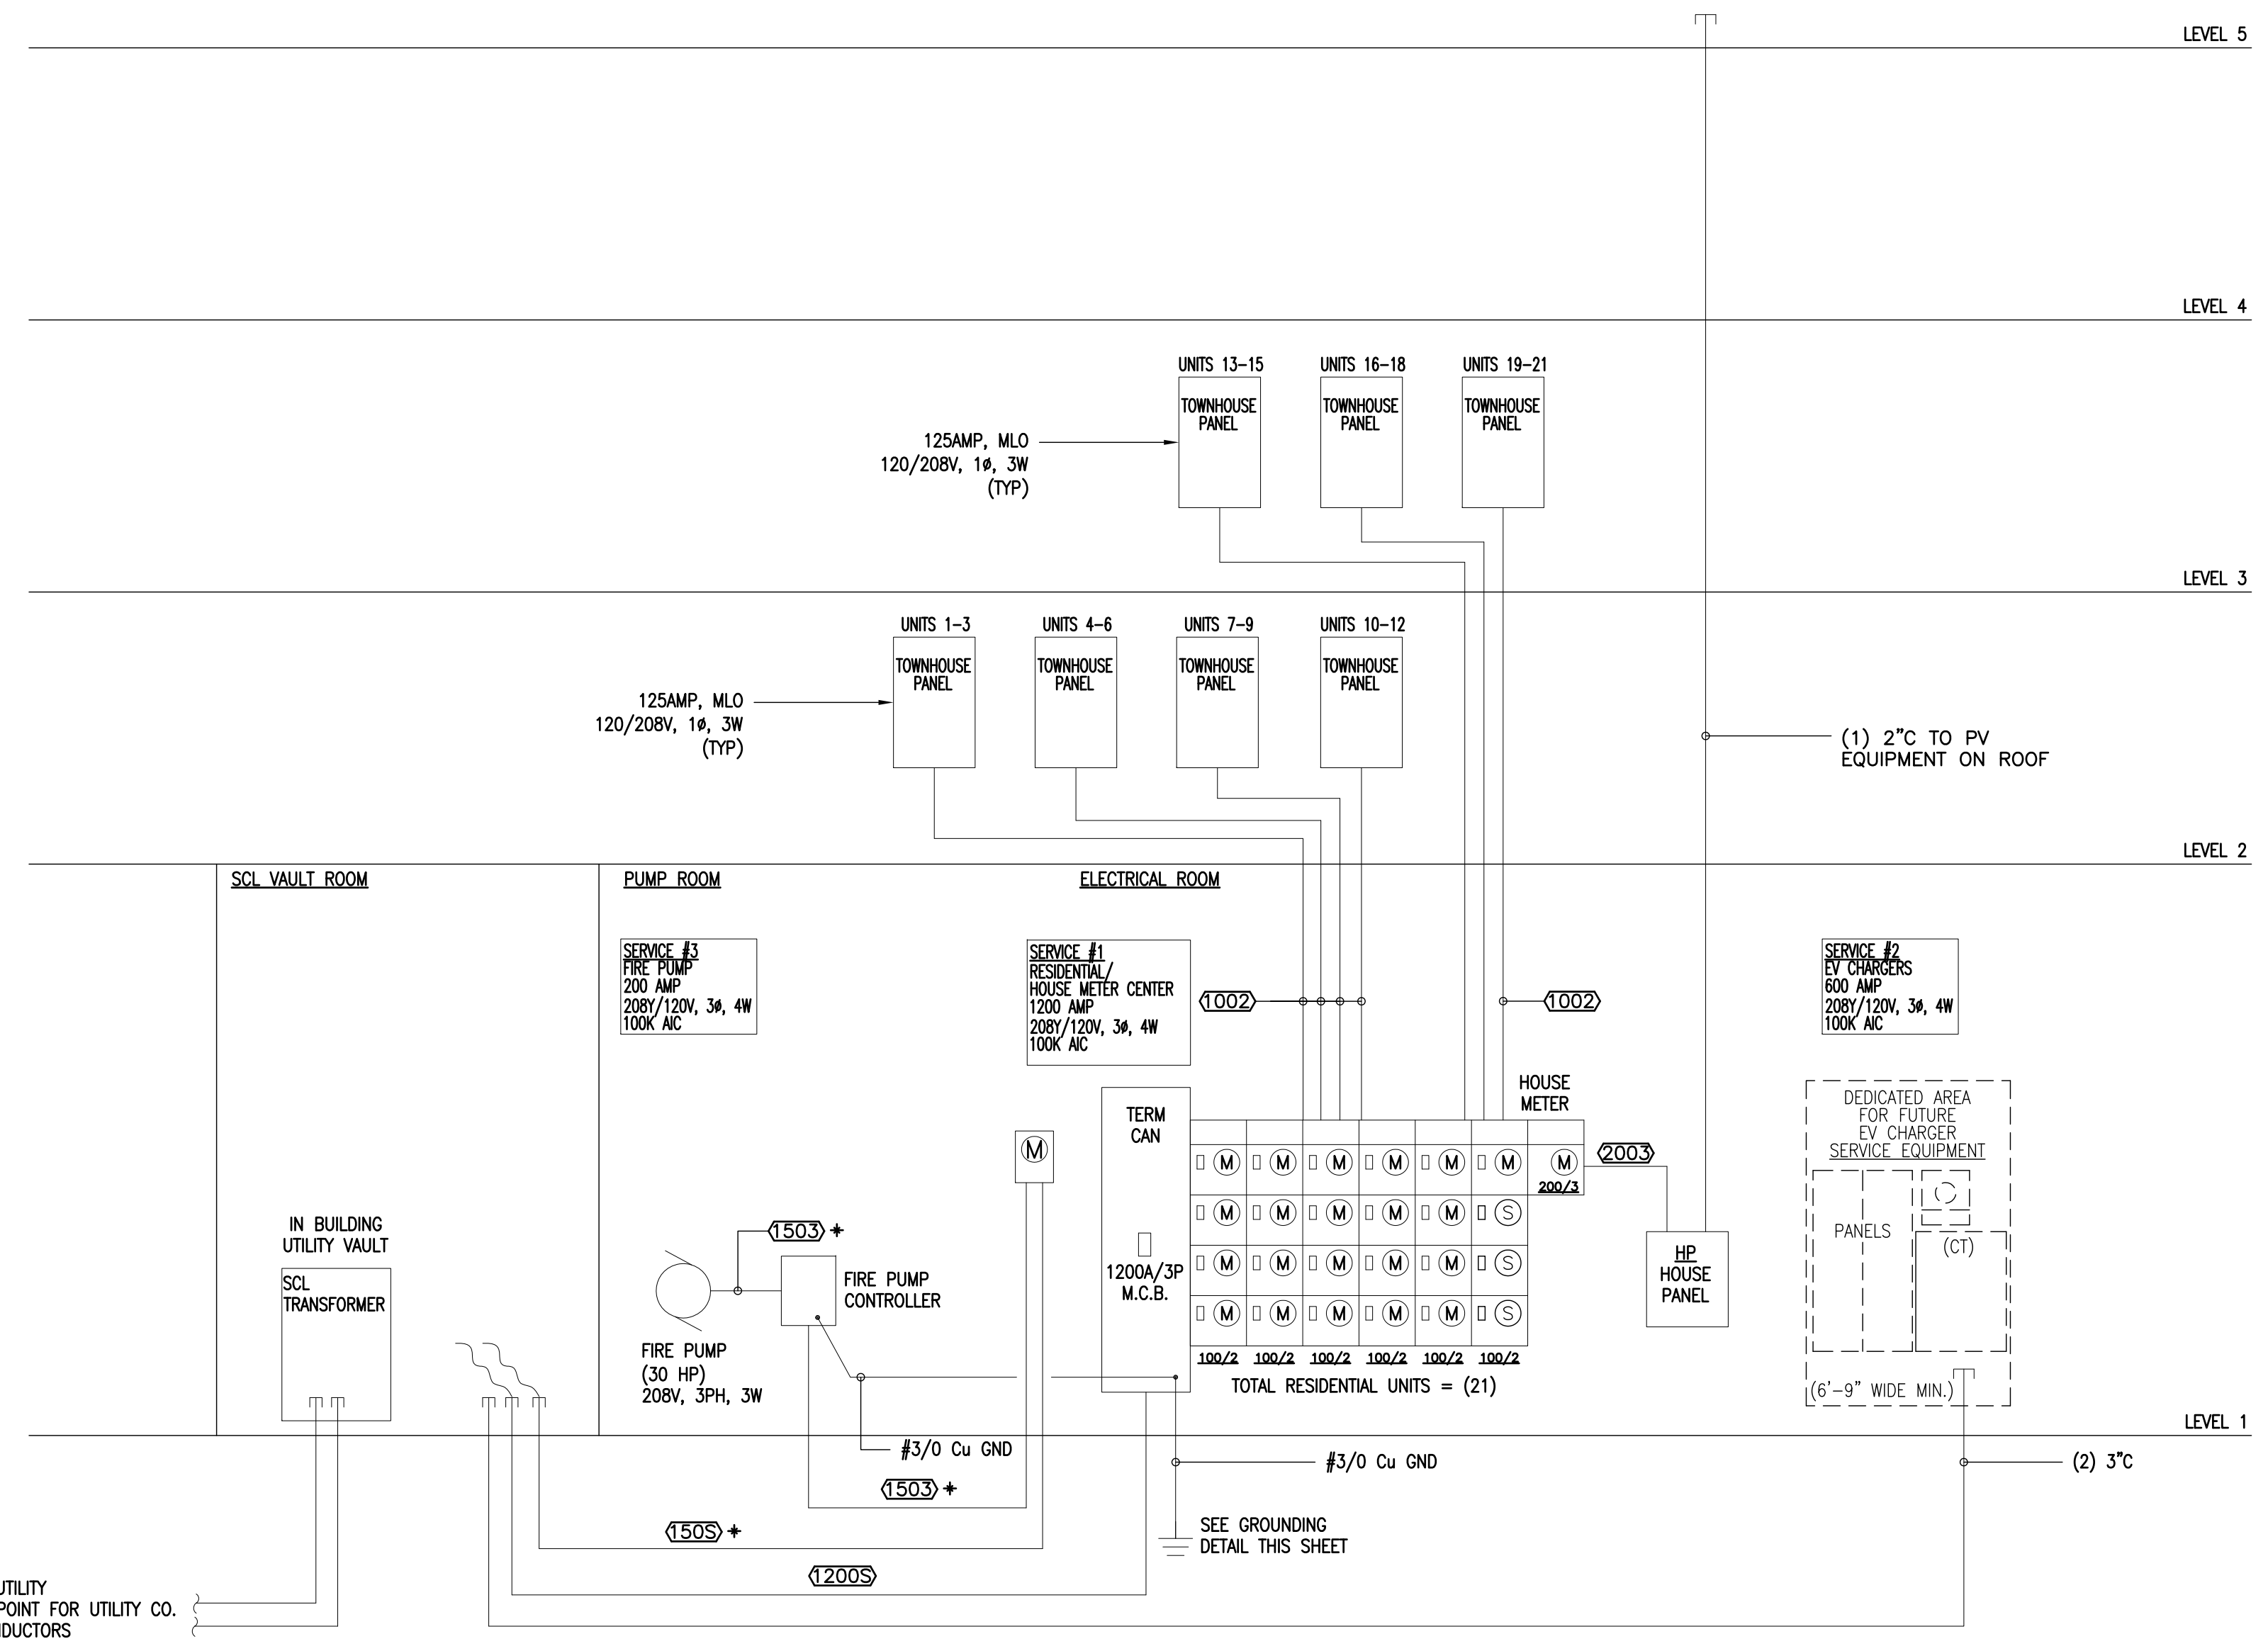 LEVEL 5
LEVEL 4
UNITS 13-15
TOWNHOUSE
PANEL
UNITS 16-18
TOWNHOUSE
PANEL
UNITS 19-21
TOWNHOUSE
PANEL
125AMP, MLO
120/208V, 1ø, 3W
(TYP)
LEVEL 3
UNITS 1-3
TOWNHOUSE
PANEL
UNITS 4-6
TOWNHOUSE
PANEL
UNITS 7-9
TOWNHOUSE
PANEL
UNITS 10-12
TOWNHOUSE
PANEL
125AMP, MLO
120/208V, 1ø, 3W
(TYP)
(1) 2"C TO PV
EQUIPMENT ON ROOF
LEVEL 2
SCL VAULT ROOM
PUMP ROOM
ELECTRICAL ROOM
SERVICE #3
FIRE PUMP
200 AMP
208Y/120V, 3ø, 4W
100K AIC
SERVICE #1
RESIDENTIAL/
HOUSE METER CENTER
1200 AMP
208Y/120V, 3ø, 4W
100K AIC
1002
1002
SERVICE #2
EV CHARGERS
600 AMP
208Y/120V, 3ø, 4W
100K AIC
HOUSE
METER
TERM
CAN
1200A/3P
M.C.B.
M
M M M M M M M
200/3
2003
M M M M M S
M M M M M S
M M M M M S
100/2 100/2 100/2 100/2 100/2 100/2
TOTAL RESIDENTIAL UNITS = (21)
HP
HOUSE
PANEL
DEDICATED AREA
FOR FUTURE
EV CHARGER
SERVICE EQUIPMENT
PANELS
(CT)
(6'-9" WIDE MIN.)
IN BUILDING
UTILITY VAULT
SCL
TRANSFORMER
1503 *
FIRE PUMP
CONTROLLER
FIRE PUMP
(30 HP)
208V, 3PH, 3W
LEVEL 1
#3/0 Cu GND
#3/0 Cu GND
(2) 3"C
1503 *
150S *
SEE GROUNDING
DETAIL THIS SHEET
1200S
UTILITY
POINT FOR UTILITY CO.
NDUCTORS